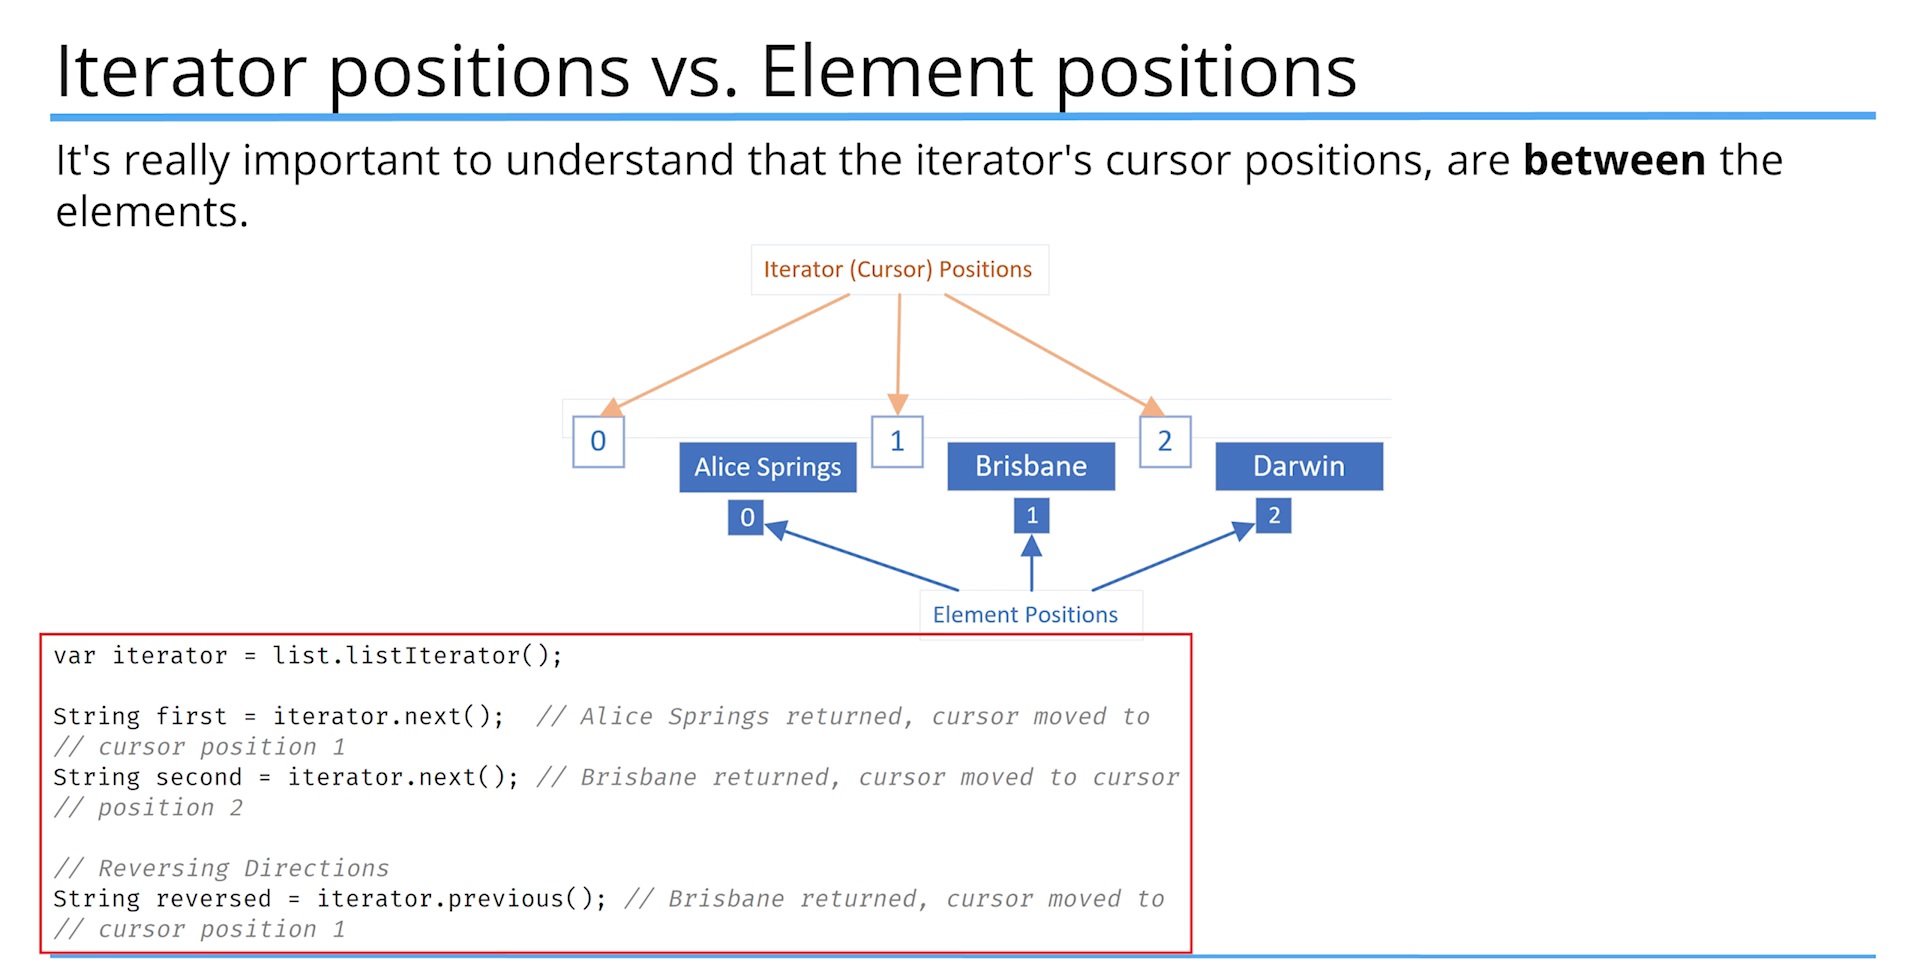 Iterator positions vs. Element positions
It's really important to understand that the iterator's cursor positions, are between the
elements.
Iterator (Cursor) Positions
0 1 2
Alice Springs Brisbane Darwin
0 1 2
Element Positions
var iterator = list.listIterator();
String first = iterator.next();  // Alice Springs returned, cursor moved to
// cursor position 1
String second = iterator.next(); // Brisbane returned, cursor moved to cursor
// position 2
// Reversing Directions
String reversed = iterator.previous(); // Brisbane returned, cursor moved to
// cursor position 1